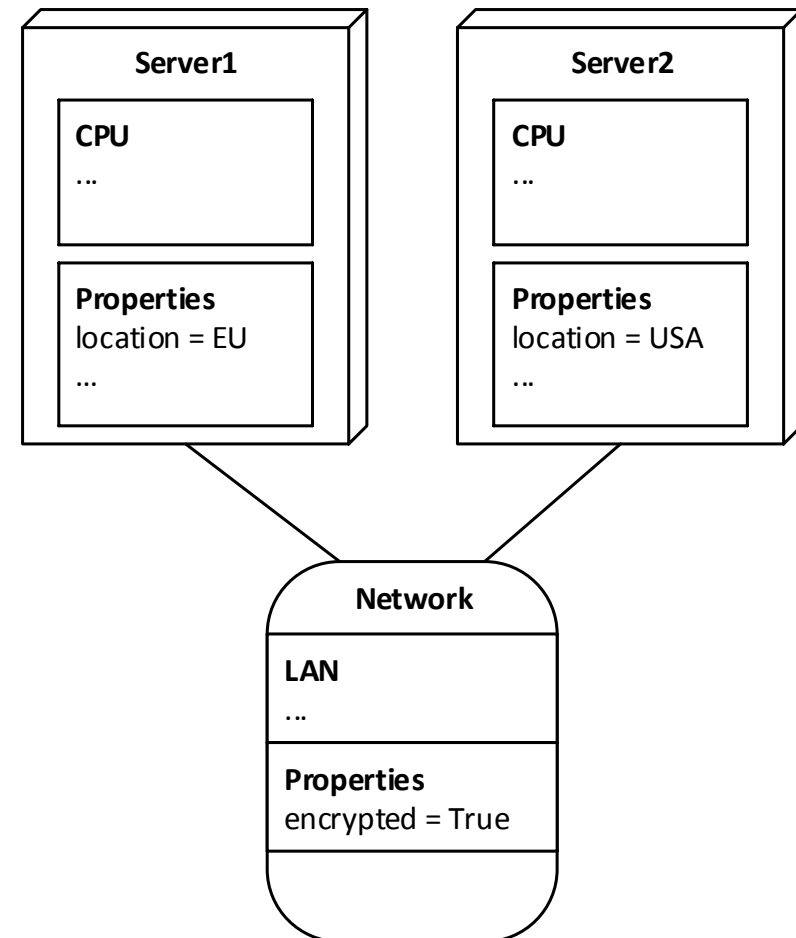 Server1
CPU
...
Properties
location = EU
...
Server2
CPU
...
Properties
location = USA
...
Network
LAN
...
Properties
encrypted = True